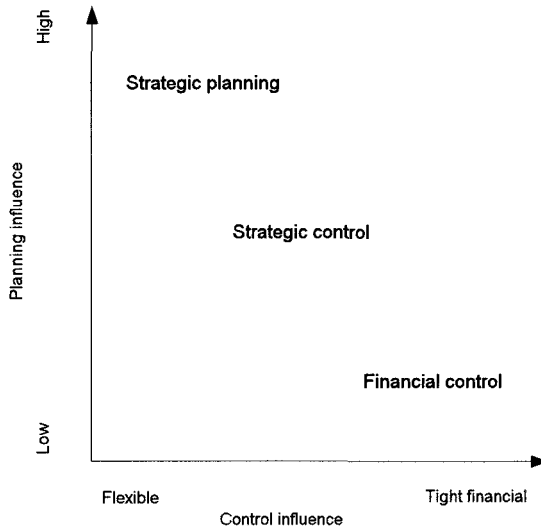 High
Strategic planning
Planning influence
Strategic control
Financial control
Low
Flexible
Tight financial
Control influence